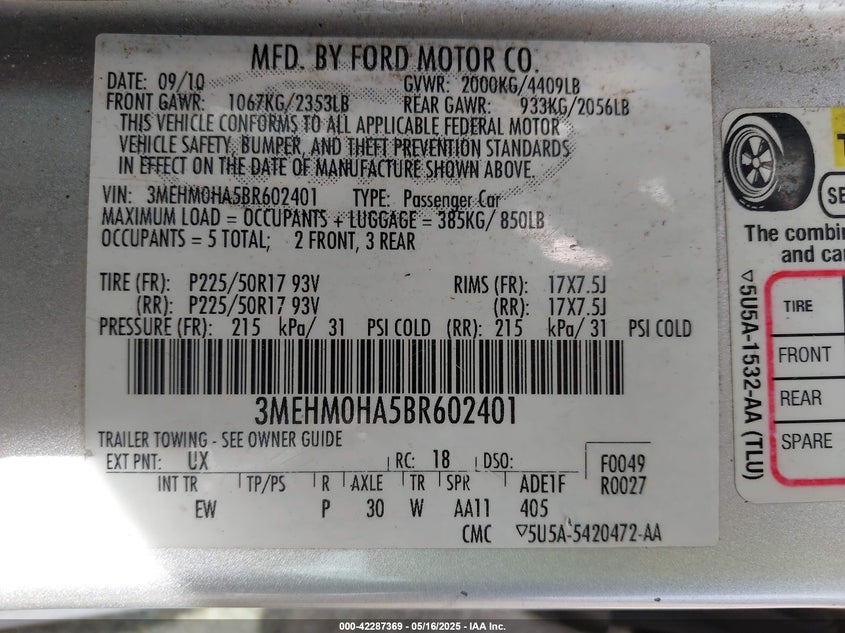 MFD. BY FORD MOTOR CO.
DATE: 09/10 GVWR: 2000KG/4409LB
FRONT GAWR: 1067KG/2353LB REAR GAWR: 933KG/2056LB
THIS VEHICLE CONFORMS TO ALL APPLICABLE FEDERAL MOTOR
VEHICLE SAFETY, BUMPER, AND THEFT PREVENTION STANDARDS
IN EFFECT ON THE DATE OF MANUFACTURE SHOWN ABOVE.
VIN: 3MEHM0HA5BR602401 TYPE: Passenger Car
MAXIMUM LOAD = OCCUPANTS + LUGGAGE = 385KG/ 850LB
OCCUPANTS = 5 TOTAL; 2 FRONT, 3 REAR
TIRE (FR): P225/50R17 93V RIMS (FR): 17X7.5J
(RR): P225/50R17 93V (RR): 17X7.5J
PRESSURE (FR): 215 kPa/ 31 PSI COLD (RR): 215 kPa/ 31 PSI COLD
3MEHM0HA5BR602401
TRAILER TOWING - SEE OWNER GUIDE
EXT PNT: UX RC: 18 DSO: F0049
INT TR TP/PS R AXLE TR SPR ADE1F R0027
EW P 30 W AA11 405
CMC ▽5U5A-5420472-AA
The combin
and ca
▽5U5A-1532-AA (TLU)
TIRE
FRONT
REAR
SPARE
000-42287369 - 05/16/2025 - IAA Inc.